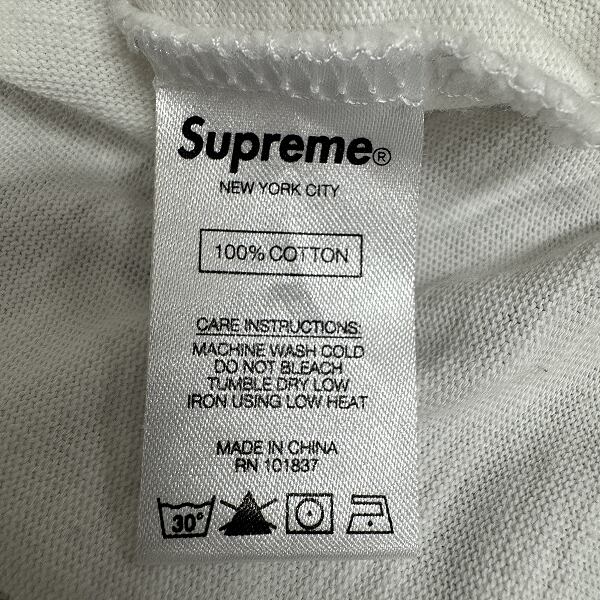 Supreme®
NEW YORK CITY
100% COTTON
CARE INSTRUCTIONS:
MACHINE WASH COLD
DO NOT BLEACH
TUMBLE DRY LOW
IRON USING LOW HEAT
MADE IN CHINA
RN 101837
30°